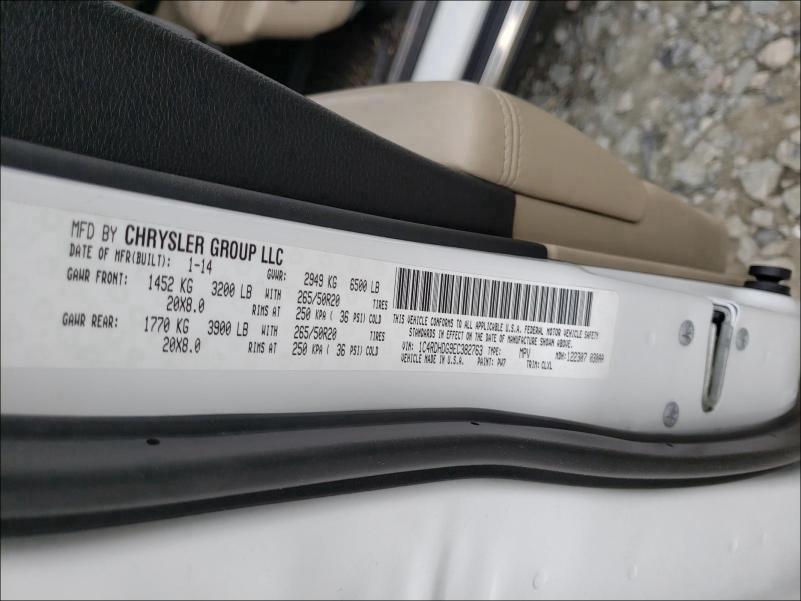 MFD BY CHRYSLER GROUP LLC
DATE OF MFR(BUILT): 1-14 GVWR: 2949 KG 6500 LB
GAWR FRONT: 1452 KG 3200 LB WITH 265/50R20 TIRES
20X8.0 RIMS AT 250 KPA ( 36 PSI) COLD
GAWR REAR: 1770 KG 3900 LB WITH 265/50R20 TIRES
20X8.0 RIMS AT 250 KPA ( 36 PSI) COLD
THIS VEHICLE CONFORMS TO ALL APPLICABLE U.S.A. FEDERAL MOTOR VEHICLE SAFETY
STANDARDS IN EFFECT ON THE DATE OF MANUFACTURE SHOWN ABOVE
VIN: 1C4RDHDG9EC382763 TYPE: MPV MDH: 122307 030AA
VEHICLE MADE IN U.S.A. PAINT: PW7 TRIM: CLXL